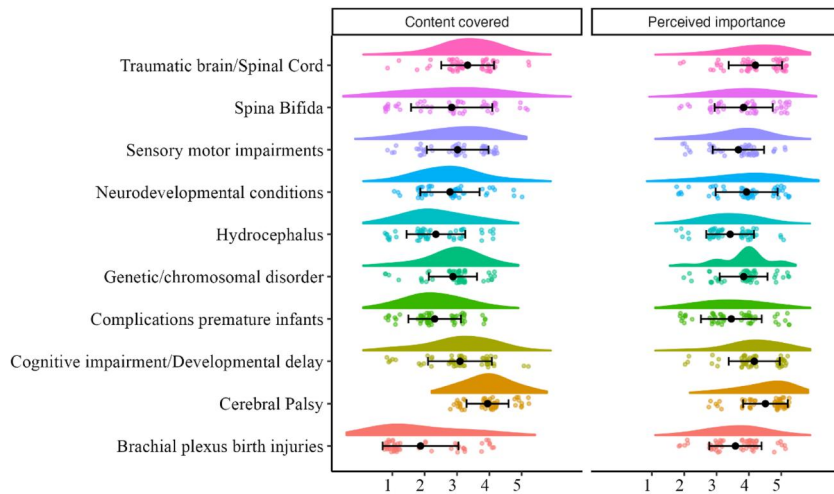 Content covered
Perceived importance
Traumatic brain/Spinal Cord
Spina Bifida
Sensory motor impairments
Neurodevelopmental conditions
Hydrocephalus
Genetic/chromosomal disorder
Complications premature infants
Cognitive impairment/Developmental delay
Cerebral Palsy
Brachial plexus birth injuries
1 2 3 4 5
1 2 3 4 5